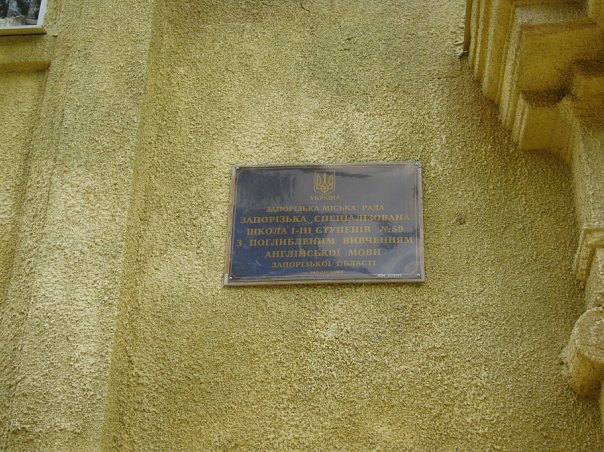 УКРАЇНА
ЗАПОРІЗЬКА МІСЬКА РАДА
ЗАПОРІЗЬКА СПЕЦІАЛІЗОВАНА
ШКОЛА І-ІІІ СТУПЕНІВ №59
З ПОГЛИБЛЕНИМ ВИВЧЕННЯМ
АНГЛІЙСЬКОЇ МОВИ
ЗАПОРІЗЬКОЇ ОБЛАСТІ